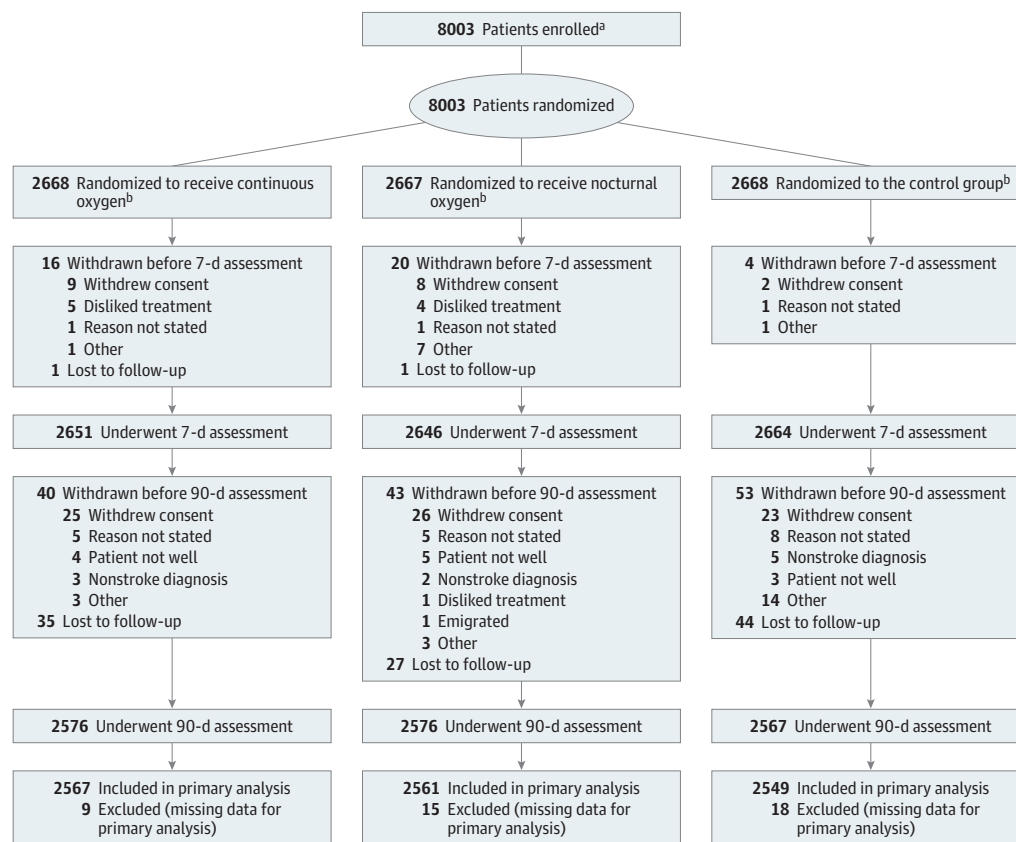 8003 Patients enrolledᵃ
8003 Patients randomized
2668 Randomized to receive continuous
oxygenᵇ
16 Withdrawn before 7-d assessment
9 Withdrew consent
5 Disliked treatment
1 Reason not stated
1 Other
1 Lost to follow-up
2651 Underwent 7-d assessment
40 Withdrawn before 90-d assessment
25 Withdrew consent
5 Reason not stated
4 Patient not well
3 Nonstroke diagnosis
3 Other
35 Lost to follow-up
2576 Underwent 90-d assessment
2567 Included in primary analysis
9 Excluded (missing data for
primary analysis)
2667 Randomized to receive nocturnal
oxygenᵇ
20 Withdrawn before 7-d assessment
8 Withdrew consent
4 Disliked treatment
1 Reason not stated
7 Other
1 Lost to follow-up
2646 Underwent 7-d assessment
43 Withdrawn before 90-d assessment
26 Withdrew consent
5 Reason not stated
5 Patient not well
2 Nonstroke diagnosis
1 Disliked treatment
1 Emigrated
3 Other
27 Lost to follow-up
2576 Underwent 90-d assessment
2561 Included in primary analysis
15 Excluded (missing data for
primary analysis)
2668 Randomized to the control groupᵇ
4 Withdrawn before 7-d assessment
2 Withdrew consent
1 Reason not stated
1 Other
2664 Underwent 7-d assessment
53 Withdrawn before 90-d assessment
23 Withdrew consent
8 Reason not stated
5 Nonstroke diagnosis
3 Patient not well
14 Other
44 Lost to follow-up
2567 Underwent 90-d assessment
2549 Included in primary analysis
18 Excluded (missing data for
primary analysis)